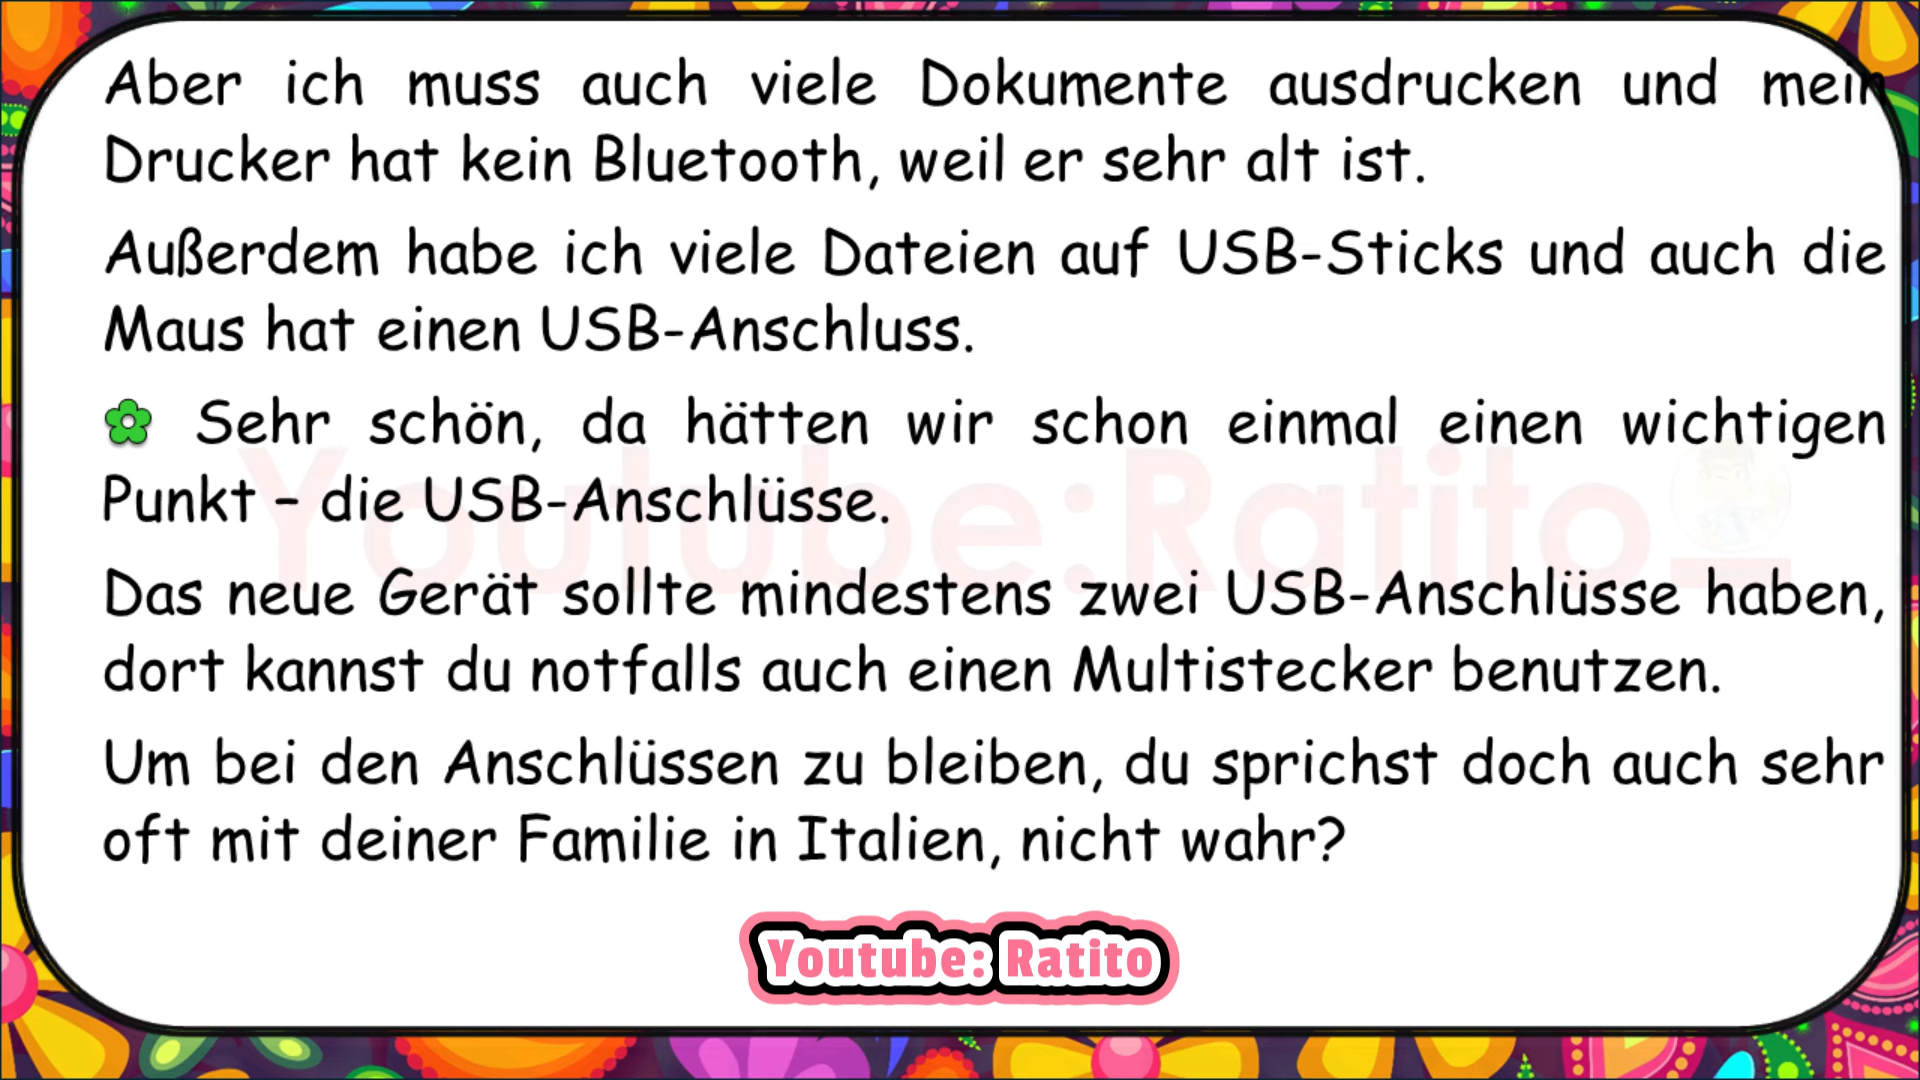 Aber ich muss auch viele Dokumente ausdrucken und mein
Drucker hat kein Bluetooth, weil er sehr alt ist.
Außerdem habe ich viele Dateien auf USB-Sticks und auch die
Maus hat einen USB-Anschluss.
Sehr schön, da hätten wir schon einmal einen wichtigen
Punkt – die USB-Anschlüsse.
Das neue Gerät sollte mindestens zwei USB-Anschlüsse haben,
dort kannst du notfalls auch einen Multistecker benutzen.
Um bei den Anschlüssen zu bleiben, du sprichst doch auch sehr
oft mit deiner Familie in Italien, nicht wahr?
Youtube:Ratito
Youtube: Ratito